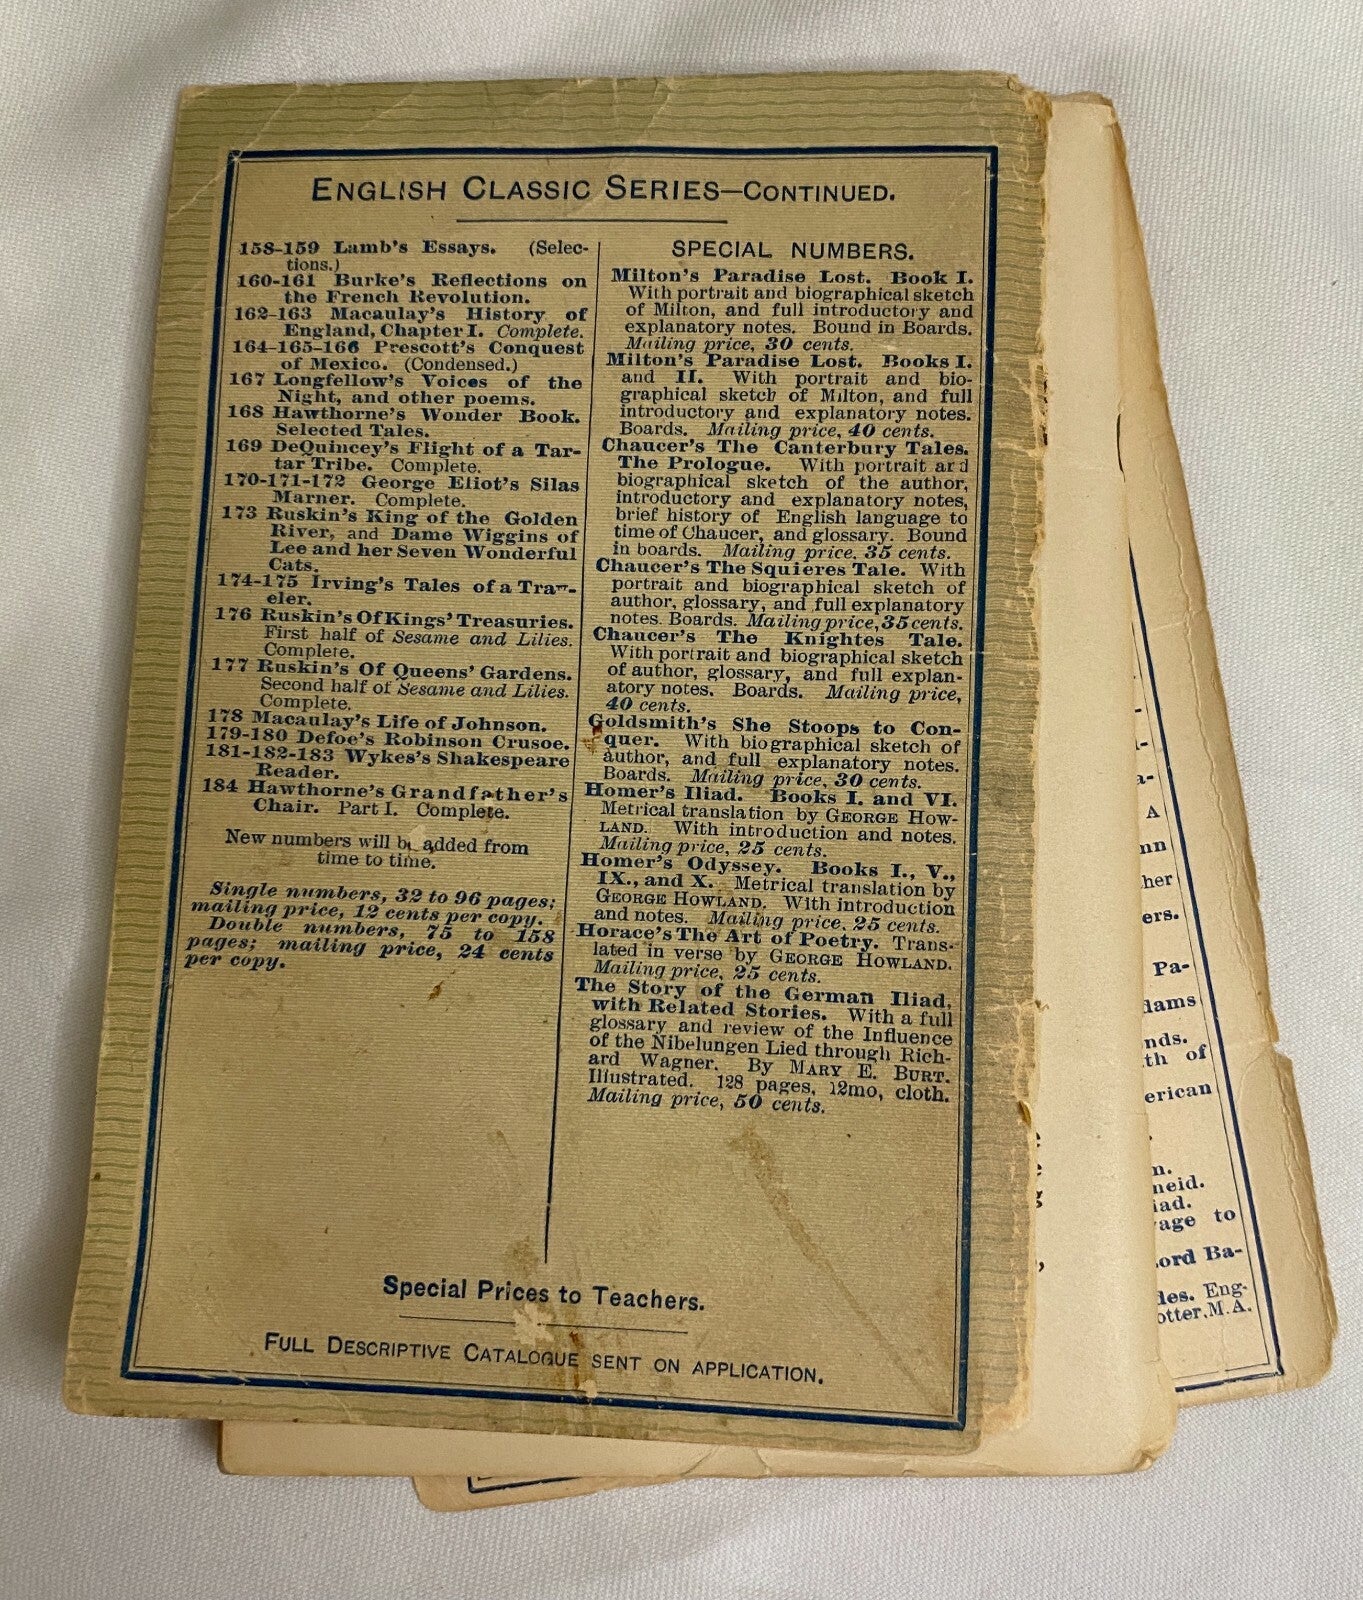 ENGLISH CLASSIC SERIES—CONTINUED.
158-159 Lamb's Essays. (Selec-
tions.)
160-161 Burke's Reflections on
the French Revolution.
162-163 Macaulay's History of
England, Chapter I. Complete.
164-165-166 Prescott's Conquest
of Mexico. (Condensed.)
167 Longfellow's Voices of the
Night, and other poems.
168 Hawthorne's Wonder Book.
Selected Tales.
169 DeQuincey's Flight of a Tar-
tar Tribe. Complete.
170-171-172 George Eliot's Silas
Marner. Complete.
173 Ruskin's King of the Golden
River, and Dame Wiggins of
Lee and her Seven Wonderful
Cats.
174-175 Irving's Tales of a Trav-
eler.
176 Ruskin's Of Kings' Treasuries.
First half of Sesame and Lilies.
Complete.
177 Ruskin's Of Queens' Gardens.
Second half of Sesame and Lilies.
Complete.
178 Macaulay's Life of Johnson.
179-180 Defoe's Robinson Crusoe.
181-182-183 Wykes's Shakespeare
Reader.
184 Hawthorne's Grandfather's
Chair. Part I. Complete.
New numbers will be added from
time to time.
Single numbers, 32 to 96 pages;
mailing price, 12 cents per copy.
Double numbers, 75 to 158
pages; mailing price, 24 cents
per copy.
SPECIAL NUMBERS.
Milton's Paradise Lost. Book I.
With portrait and biographical sketch
of Milton, and full introductory and
explanatory notes. Bound in Boards.
Mailing price, 30 cents.
Milton's Paradise Lost. Books I.
and II. With portrait and bio-
graphical sketch of Milton, and full
introductory and explanatory notes.
Boards. Mailing price, 40 cents.
Chaucer's The Canterbury Tales.
The Prologue. With portrait and
biographical sketch of the author,
introductory and explanatory notes,
brief history of English language to
time of Chaucer, and glossary. Bound
in boards. Mailing price, 35 cents.
Chaucer's The Squieres Tale. With
portrait and biographical sketch of
author, glossary, and full explanatory
notes. Boards. Mailing price, 35 cents.
Chaucer's The Knightes Tale.
With portrait and biographical sketch
of author, glossary, and full explan-
atory notes. Boards. Mailing price,
40 cents.
Goldsmith's She Stoops to Con-
quer. With biographical sketch of
author, and full explanatory notes.
Boards. Mailing price, 30 cents.
Homer's Iliad. Books I. and VI.
Metrical translation by GEORGE HOW-
LAND. With introduction and notes.
Mailing price, 25 cents.
Homer's Odyssey. Books I., V.,
IX., and X. Metrical translation by
GEORGE HOWLAND. With introduction
and notes. Mailing price, 25 cents.
Horace's The Art of Poetry. Trans-
lated in verse by GEORGE HOWLAND.
Mailing price, 25 cents.
The Story of the German Iliad,
with Related Stories. With a full
glossary and review of the Influence
of the Nibelungen Lied through Rich-
ard Wagner. By MARY E. BURT.
Illustrated. 128 pages, 12mo, cloth.
Mailing price, 50 cents.
Special Prices to Teachers.
FULL DESCRIPTIVE CATALOGUE SENT ON APPLICATION.
a-
A
nn
her
ers.
Pa-
dams
nds.
th of
erican
n.
neid.
iad.
age to
ord Ba-
des. Eng-
otter, M.A.